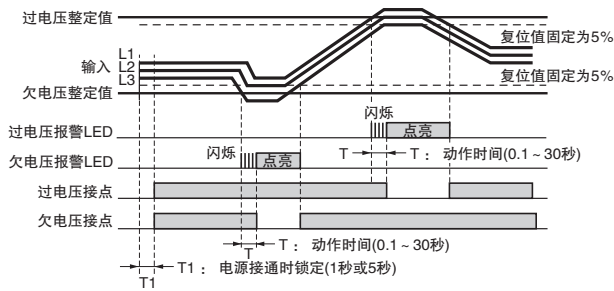 过电压整定值
复位值固定为5%
L1
输入 L2
L3
复位值固定为5%
欠电压整定值
闪烁
过电压报警LED
点亮
闪烁
T
T： 动作时间(0.1~30秒)
欠电压报警LED
点亮
过电压接点
欠电压接点
T
T： 动作时间(0.1~30秒)
T1
T1： 电源接通时锁定(1秒或5秒)